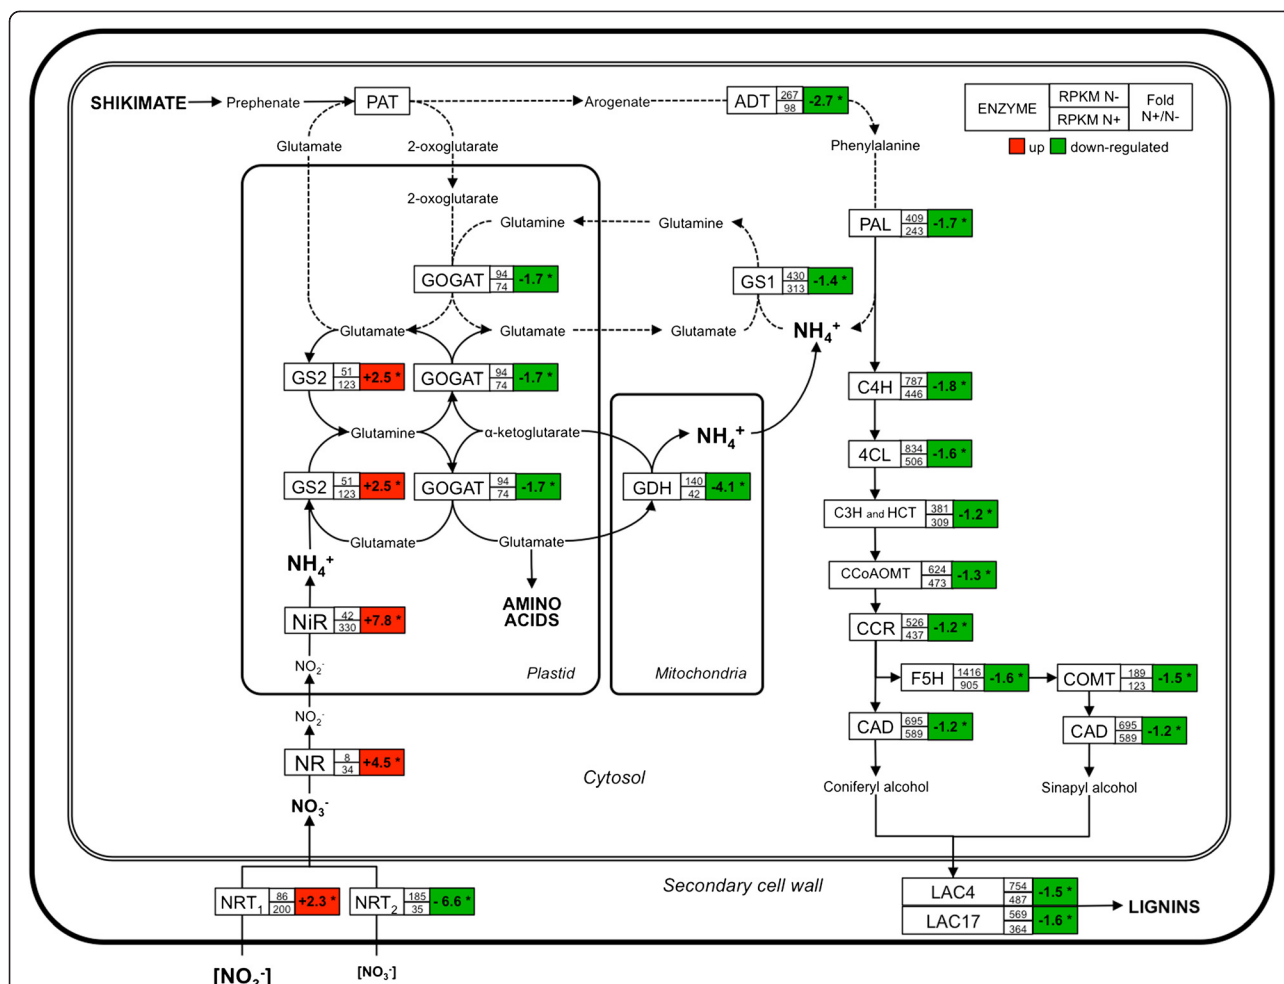 SHIKIMATE Prephenate PAT Arogenate ADT 267 98 -2.7 *
ENZYME RPKM N- RPKM N+ Fold N+/N-
up down-regulated
Glutamate 2-oxoglutarate Phenylalanine
2-oxoglutarate
Glutamine Glutamine PAL 409 243 -1.7 *
GOGAT 94 74 -1.7 * GS1 430 313 -1.4 *
Glutamate Glutamate Glutamate NH4+
GS2 51 123 +2.5 * GOGAT 94 74 -1.7 * C4H 787 446 -1.8 *
Glutamine α-ketoglutarate NH4+ 4CL 834 506 -1.6 *
GS2 51 123 +2.5 * GOGAT 94 74 -1.7 * GDH 140 42 -4.1 *
C3H and HCT 381 309 -1.2 *
Glutamate Glutamate
NH4+ CCoAOMT 624 473 -1.3 *
AMINO
ACIDS
NiR 42 330 +7.8 * CCR 526 437 -1.2 *
NO2- Plastid Mitochondria F5H 1416 905 -1.6 * COMT 189 123 -1.5 *
NO2- CAD 695 589 -1.2 * CAD 695 589 -1.2 *
NR 8 34 +4.5 * Cytosol Coniferyl alcohol Sinapyl alcohol
NO3-
Secondary cell wall
NRT1 86 200 +2.3 * NRT2 185 35 - 6.6 * LAC4 754 487 -1.5 *
LIGNINS
LAC17 569 364 -1.6 *
[NO3-] [NO3-]